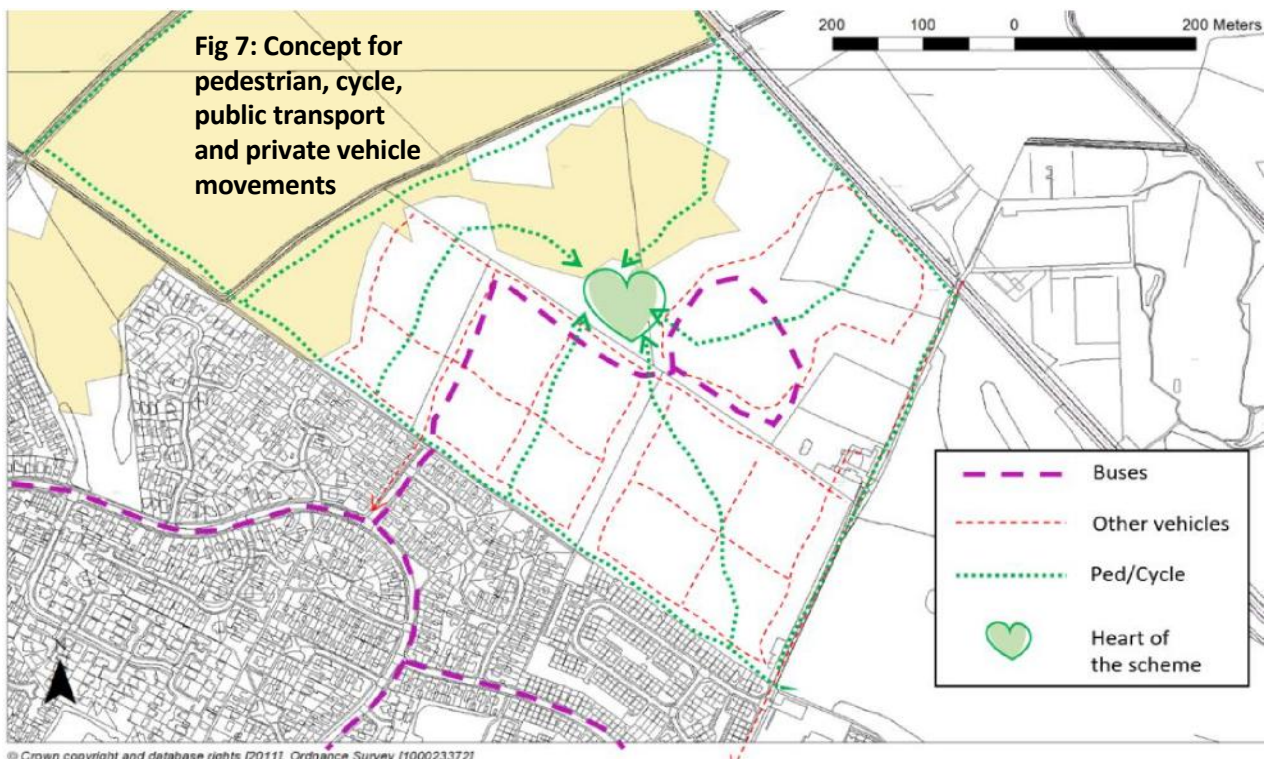 Fig 7: Concept for
pedestrian, cycle,
public transport
and private vehicle
movements
200 100 0 200 Meters
Buses
Other vehicles
Ped/Cycle
Heart of
the scheme
© Crown copyright and database rights [2011]. Ordnance Survey [100023372]